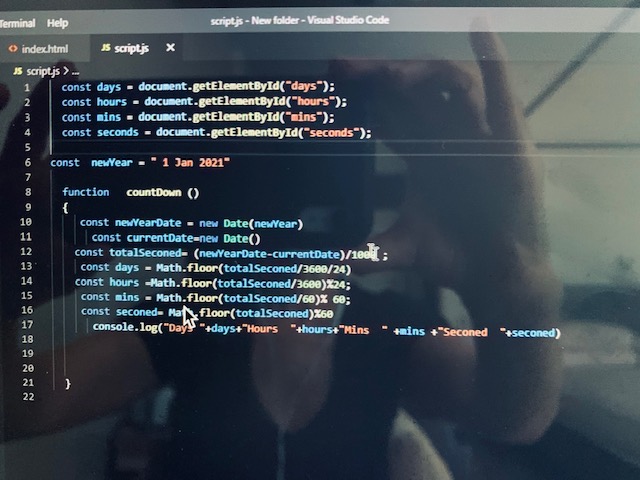 Terminal Help script.js - New folder - Visual Studio Code
index.html JS script.js ✕
JS script.js > ...
1 const days = document.getElementById("days");
2 const hours = document.getElementById("hours");
3 const mins = document.getElementById("mins");
4 const seconds = document.getElementById("seconds");
5
6 const newYear = " 1 Jan 2021"
7
8 function countDown ()
9 {
10 const newYearDate = new Date(newYear)
11 const currentDate=new Date()
12 const totalSeconed= (newYearDate-currentDate)/1000 ;
13 const days = Math.floor(totalSeconed/3600/24)
14 const hours =Math.floor(totalSeconed/3600)%24;
15 const mins = Math.floor(totalSeconed/60)% 60;
16 const seconed= Math.floor(totalSeconed)%60
17 console.log("Days "+days+"Hours "+hours+"Mins " +mins +"Seconed "+seconed)
18
19
20
21 }
22